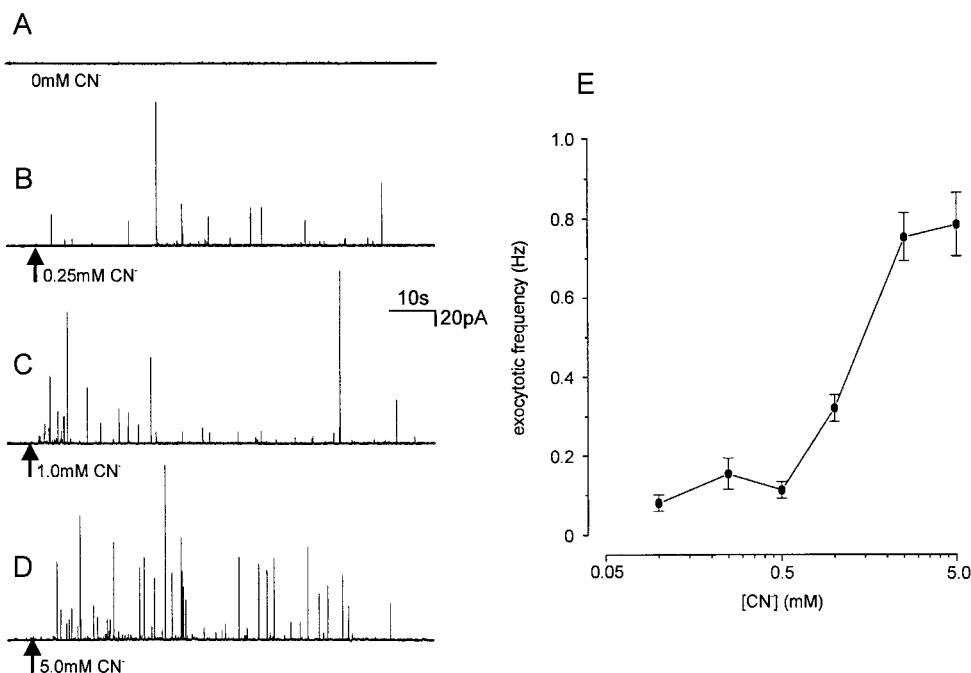 A
0mM CN-
B
0.25mM CN-
10s
20pA
C
1.0mM CN-
D
5.0mM CN-
E
exocytotic frequency (Hz)
1.0
0.8
0.6
0.4
0.2
0
0.05
0.5
5.0
[CN-] (mM)